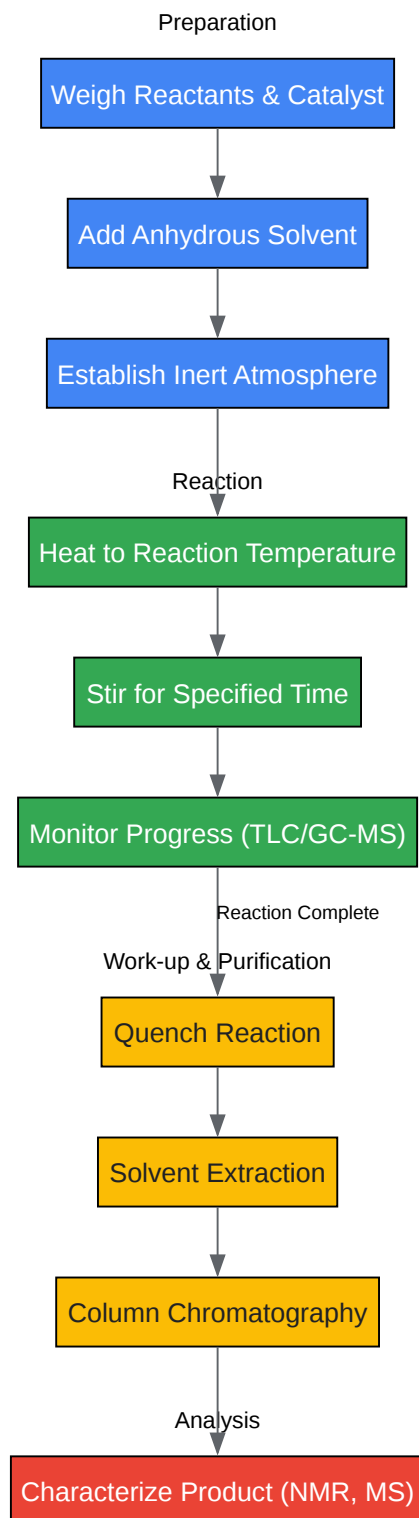 Preparation
Weigh Reactants & Catalyst
Add Anhydrous Solvent
Establish Inert Atmosphere
Reaction
Heat to Reaction Temperature
Stir for Specified Time
Monitor Progress (TLC/GC-MS)
Reaction Complete
Work-up & Purification
Quench Reaction
Solvent Extraction
Column Chromatography
Analysis
Characterize Product (NMR, MS)